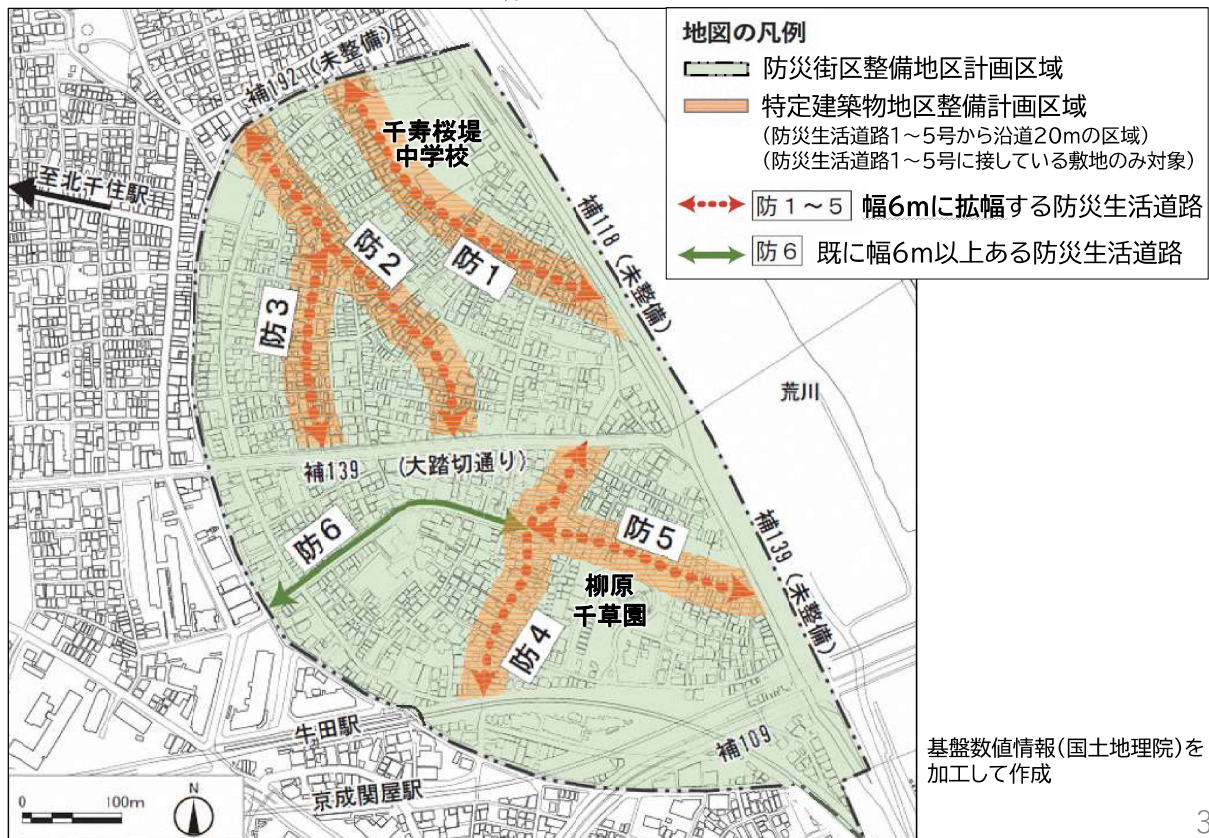 地図の凡例
防災街区整備地区計画区域
特定建築物地区整備計画区域
(防災生活道路1～5号から沿道20mの区域)
(防災生活道路1～5号に接している敷地のみ対象)
防1～5 幅6mに拡幅する防災生活道路
防6 既に幅6m以上ある防災生活道路
補192 (未整備)
千寿桜堤
中学校
至北千住駅
補118 (未整備)
防1
防2
防3
荒川
補139 (大踏切通り)
防6
防5
補139 (未整備)
柳原
千草園
防4
牛田駅
補109
京成関屋駅
0 100m
N
基盤数値情報(国土地理院)を
加工して作成
3